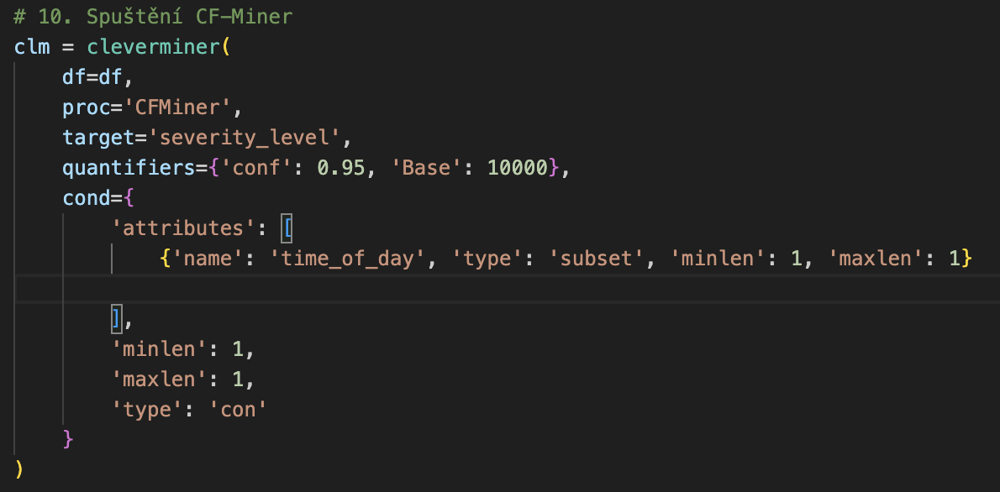 # 10. Spuštění CF-Miner
clm = cleverminer(
    df=df,
    proc='CFMiner',
    target='severity_level',
    quantifiers={'conf': 0.95, 'Base': 10000},
    cond={
        'attributes': [
            {'name': 'time_of_day', 'type': 'subset', 'minlen': 1, 'maxlen': 1}
        ],
        'minlen': 1,
        'maxlen': 1,
        'type': 'con'
    }
)